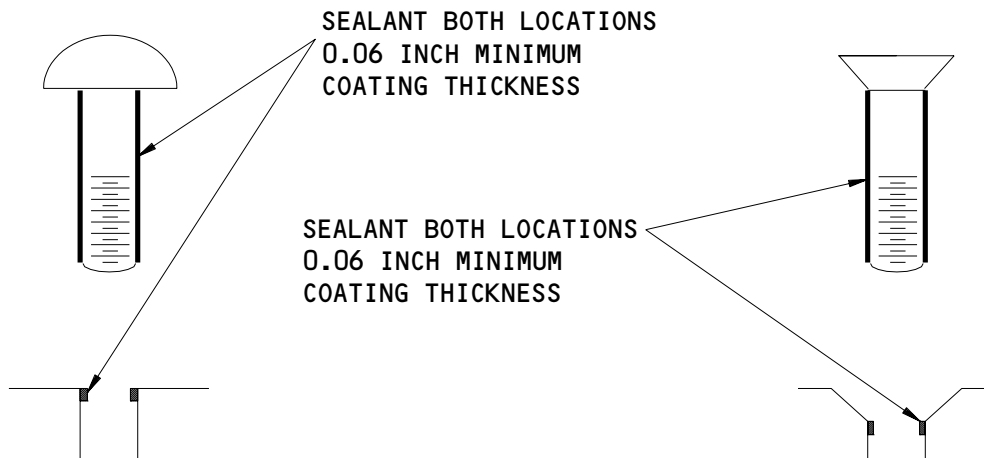 SEALANT BOTH LOCATIONS
0.06 INCH MINIMUM
COATING THICKNESS
SEALANT BOTH LOCATIONS
0.06 INCH MINIMUM
COATING THICKNESS